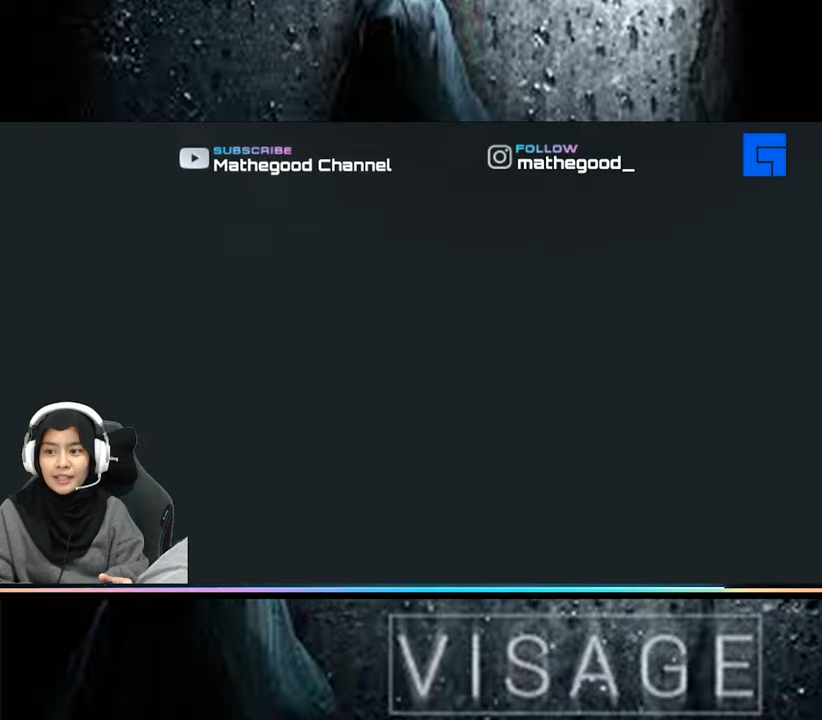 SUBSCRIBE
Mathegood Channel
FOLLOW
mathegood_
VISAGE